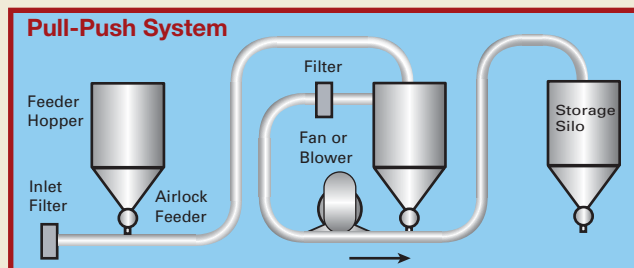 Pull-Push System
Feeder
Hopper
Inlet
Filter
Airlock
Feeder
Filter
Fan or
Blower
Storage
Silo